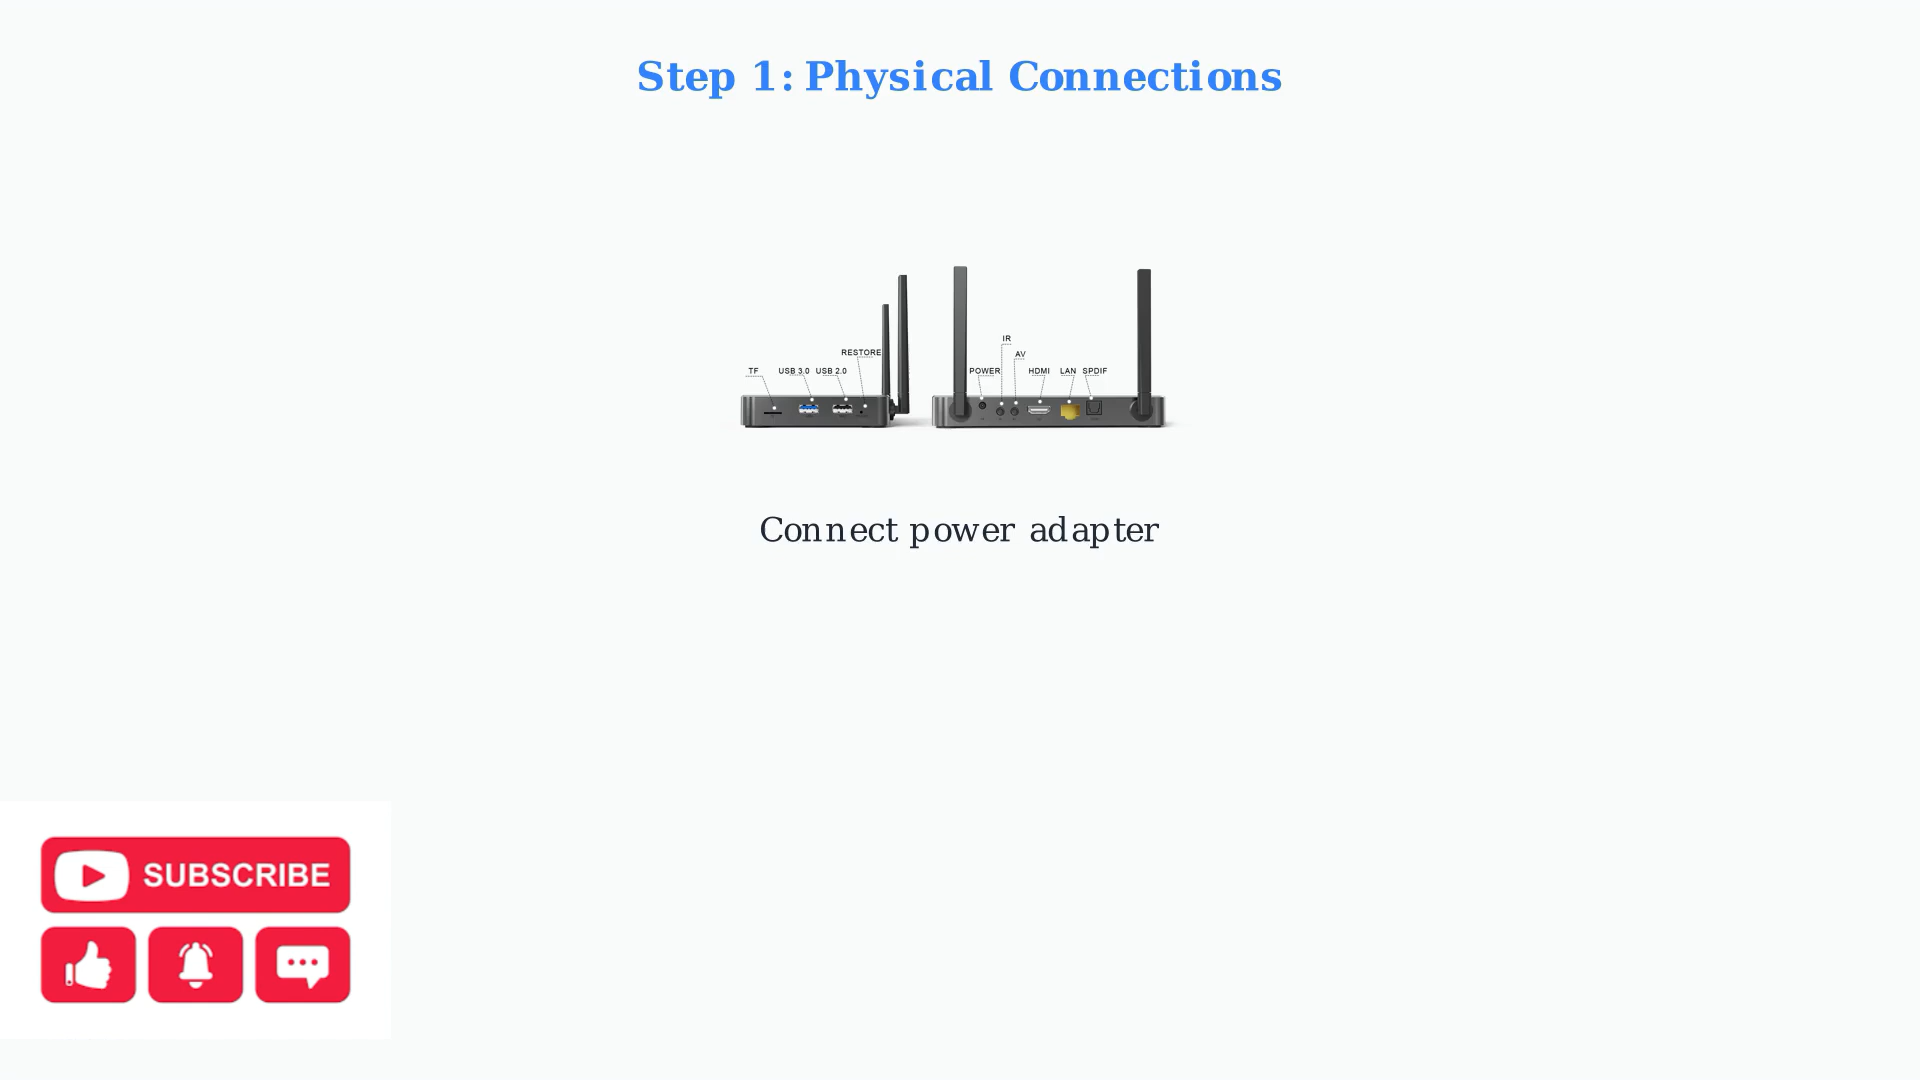 Step 1: Physical Connections
IR
RESTORE
AV
TF
USB 3.0
USB 2.0
POWER
HDMI
LAN
SPDIF
Connect power adapter
SUBSCRIBE